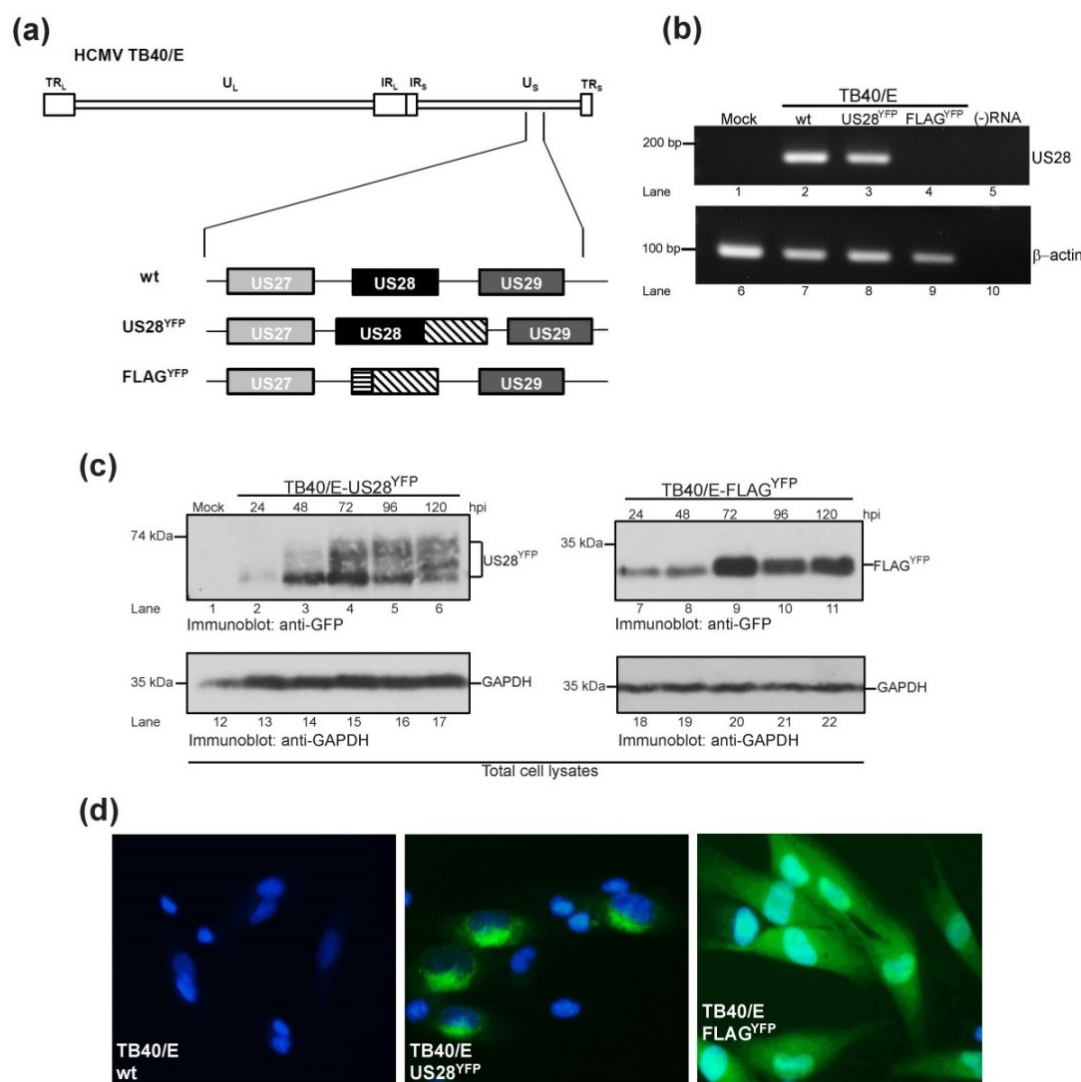 (a)
HCMV TB40/E
TRL UL IRL IRS US TRS
wt US27 US28 US29
US28YFP US27 US28 US29
FLAGYFP US27 US29
(b)
TB40/E
Mock wt US28YFP FLAGYFP (-)RNA
200 bp US28
Lane 1 2 3 4 5
100 bp β-actin
Lane 6 7 8 9 10
(c)
TB40/E-US28YFP
Mock 24 48 72 96 120 hpi
74 kDa US28YFP
Lane 1 2 3 4 5 6
Immunoblot: anti-GFP
35 kDa GAPDH
Lane 12 13 14 15 16 17
Immunoblot: anti-GAPDH
TB40/E-FLAGYFP
24 48 72 96 120 hpi
35 kDa FLAGYFP
7 8 9 10 11
Immunoblot: anti-GFP
35 kDa GAPDH
18 19 20 21 22
Immunoblot: anti-GAPDH
Total cell lysates
(d)
TB40/E
wt
TB40/E
US28YFP
TB40/E
FLAGYFP